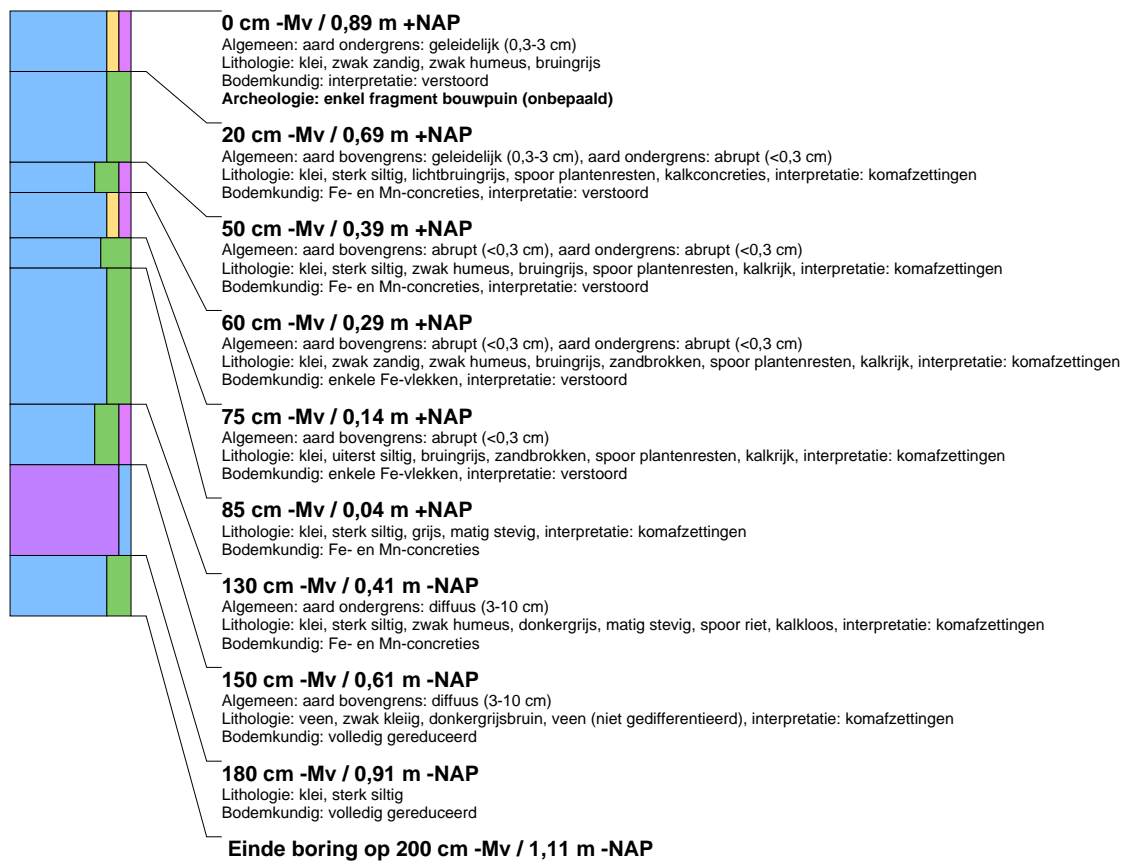 0 cm -Mv / 0,89 m +NAP
Algemeen: aard ondergrens: geleidelijk (0,3-3 cm)
Lithologie: klei, zwak zandig, zwak humeus, bruingrijs
Bodemkundig: interpretatie: verstoord
Archeologie: enkel fragment bouwpuin (onbepaald)
20 cm -Mv / 0,69 m +NAP
Algemeen: aard bovengrens: geleidelijk (0,3-3 cm), aard ondergrens: abrupt (<0,3 cm)
Lithologie: klei, sterk siltig, lichtbruingrijs, spoor plantenresten, kalkconcreties, interpretatie: komafzettingen
Bodemkundig: Fe- en Mn-concreties, interpretatie: verstoord
50 cm -Mv / 0,39 m +NAP
Algemeen: aard bovengrens: abrupt (<0,3 cm), aard ondergrens: abrupt (<0,3 cm)
Lithologie: klei, sterk siltig, zwak humeus, bruingrijs, spoor plantenresten, kalkrijk, interpretatie: komafzettingen
Bodemkundig: Fe- en Mn-concreties, interpretatie: verstoord
60 cm -Mv / 0,29 m +NAP
Algemeen: aard bovengrens: abrupt (<0,3 cm), aard ondergrens: abrupt (<0,3 cm)
Lithologie: klei, zwak zandig, zwak humeus, bruingrijs, zandbrokken, spoor plantenresten, kalkrijk, interpretatie: komafzettingen
Bodemkundig: enkele Fe-vlekken, interpretatie: verstoord
75 cm -Mv / 0,14 m +NAP
Algemeen: aard bovengrens: abrupt (<0,3 cm)
Lithologie: klei, uiterst siltig, bruingrijs, zandbrokken, spoor plantenresten, kalkrijk, interpretatie: komafzettingen
Bodemkundig: enkele Fe-vlekken, interpretatie: verstoord
85 cm -Mv / 0,04 m +NAP
Lithologie: klei, sterk siltig, grijs, matig stevig, interpretatie: komafzettingen
Bodemkundig: Fe- en Mn-concreties
130 cm -Mv / 0,41 m -NAP
Algemeen: aard ondergrens: diffuus (3-10 cm)
Lithologie: klei, sterk siltig, zwak humeus, donkergrijs, matig stevig, spoor riet, kalkloos, interpretatie: komafzettingen
Bodemkundig: Fe- en Mn-concreties
150 cm -Mv / 0,61 m -NAP
Algemeen: aard bovengrens: diffuus (3-10 cm)
Lithologie: veen, zwak kleiig, donkergrijsbruin, veen (niet gedifferentieerd), interpretatie: komafzettingen
Bodemkundig: volledig gereduceerd
180 cm -Mv / 0,91 m -NAP
Lithologie: klei, sterk siltig
Bodemkundig: volledig gereduceerd
Einde boring op 200 cm -Mv / 1,11 m -NAP